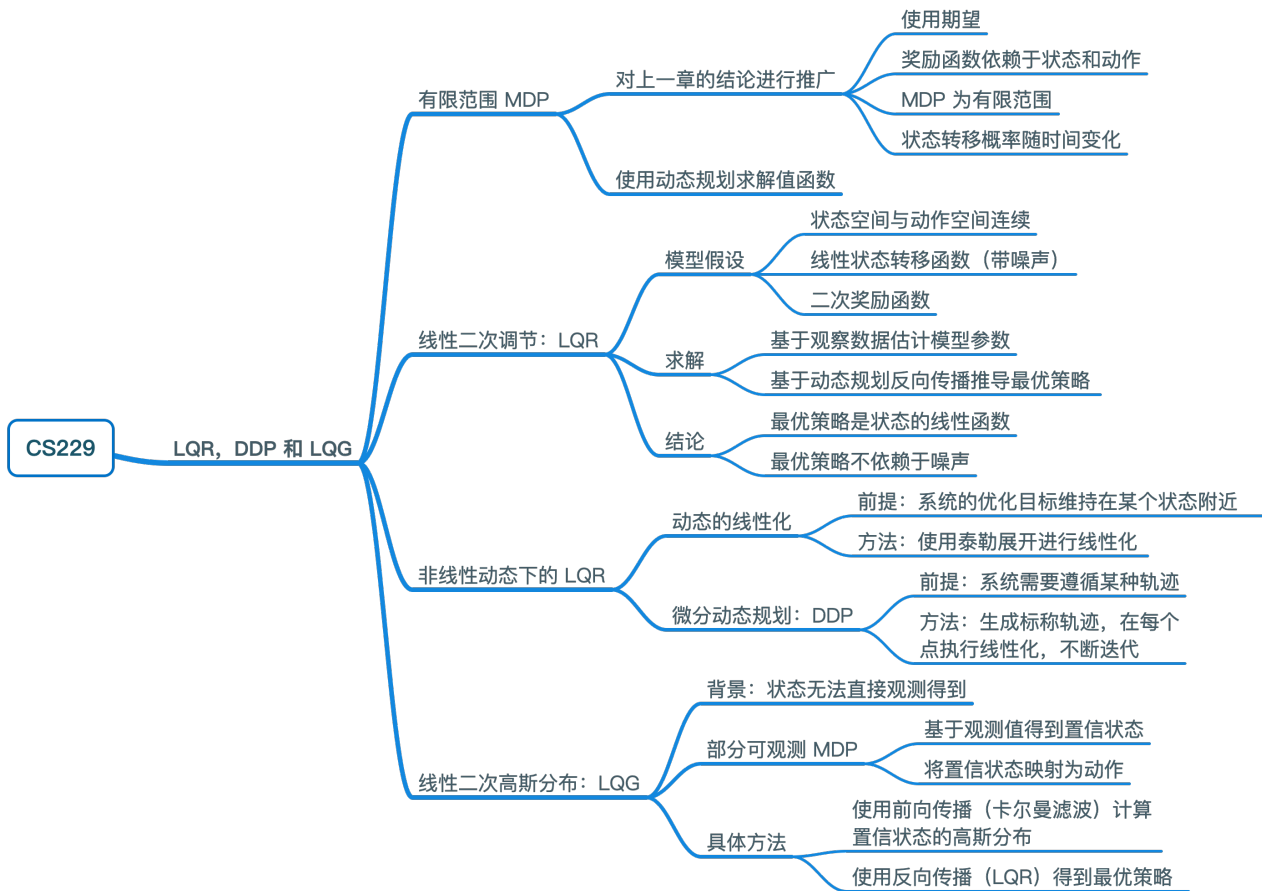 CS229
LQR，DDP 和 LQG
有限范围 MDP
对上一章的结论进行推广
使用期望
奖励函数依赖于状态和动作
MDP 为有限范围
状态转移概率随时间变化
使用动态规划求解值函数
线性二次调节：LQR
模型假设
状态空间与动作空间连续
线性状态转移函数（带噪声）
二次奖励函数
求解
基于观察数据估计模型参数
基于动态规划反向传播推导最优策略
结论
最优策略是状态的线性函数
最优策略不依赖于噪声
非线性动态下的 LQR
动态的线性化
前提：系统的优化目标维持在某个状态附近
方法：使用泰勒展开进行线性化
微分动态规划：DDP
前提：系统需要遵循某种轨迹
方法：生成标称轨迹，在每个
点执行线性化，不断迭代
线性二次高斯分布：LQG
背景：状态无法直接观测得到
部分可观测 MDP
基于观测值得到置信状态
将置信状态映射为动作
具体方法
使用前向传播（卡尔曼滤波）计算
置信状态的高斯分布
使用反向传播（LQR）得到最优策略